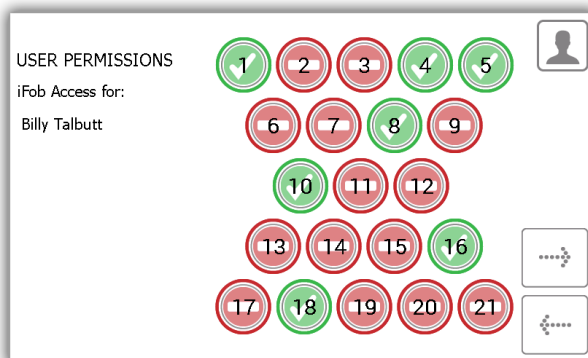 USER PERMISSIONS
iFob Access for:
Billy Talbutt
1 2 3 4 5
6 7 8 9
10 11 12
13 14 15 16
17 18 19 20 21